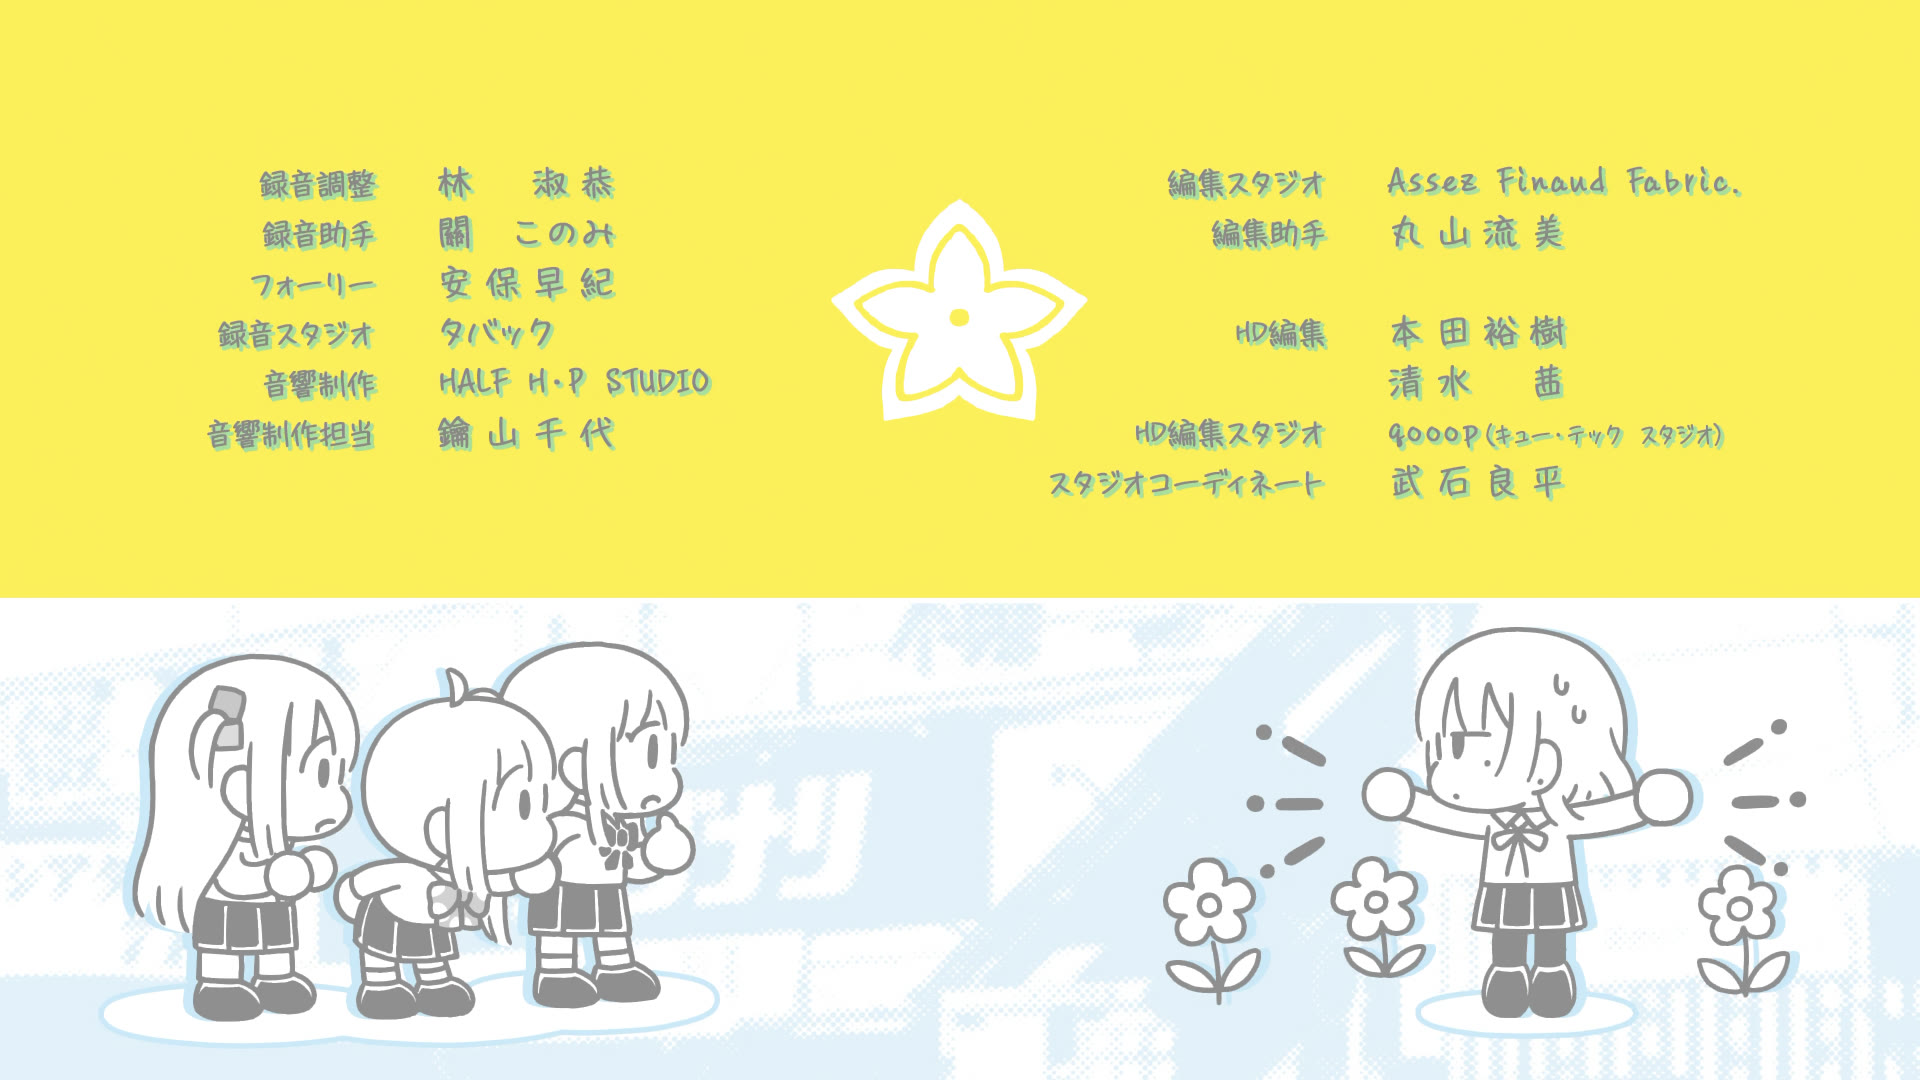 録音調整 林 淑恭
録音助手 關 このみ
フォーリー 安保早紀
録音スタジオ タバック
音響制作 HALF H・P STUDIO
音響制作担当 鑰山千代
編集スタジオ Assez Finaud Fabric.
編集助手 丸山流美
HD編集 本田裕樹
清水 茜
HD編集スタジオ q000p(キュー・テック スタジオ)
スタジオコーディネート 武石良平